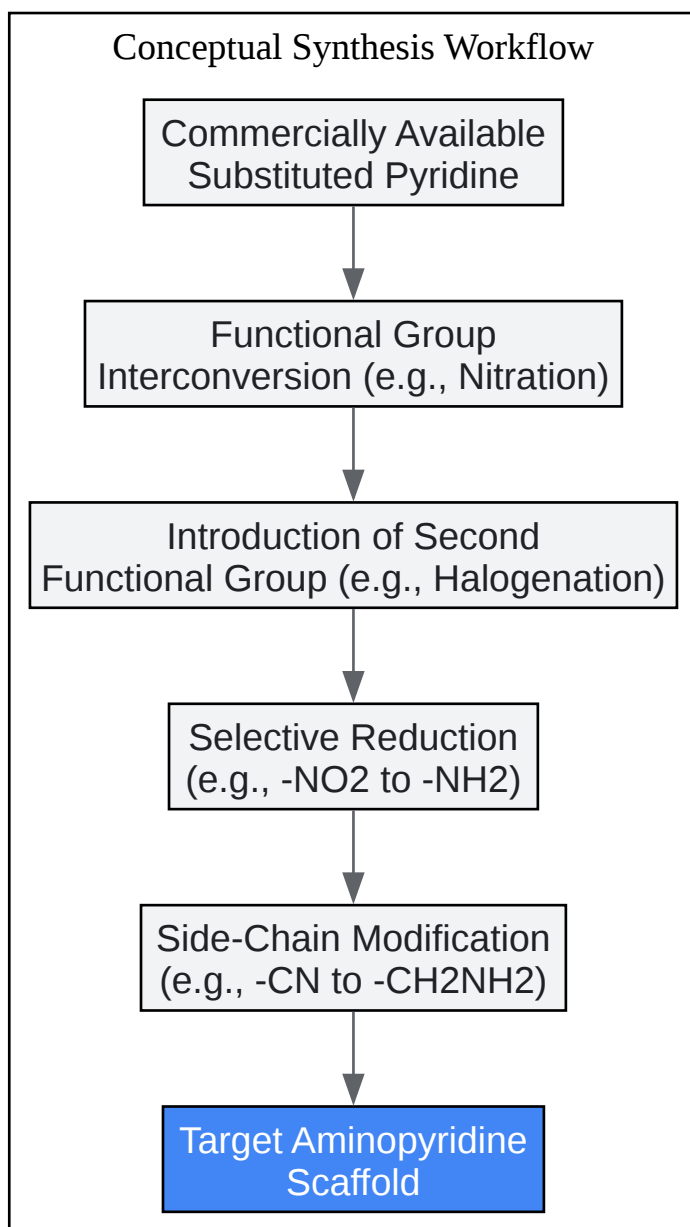 Conceptual Synthesis Workflow
Commercially Available
Substituted Pyridine
Functional Group
Interconversion (e.g., Nitration)
Introduction of Second
Functional Group (e.g., Halogenation)
Selective Reduction
(e.g., -NO2 to -NH2)
Side-Chain Modification
(e.g., -CN to -CH2NH2)
Target Aminopyridine
Scaffold